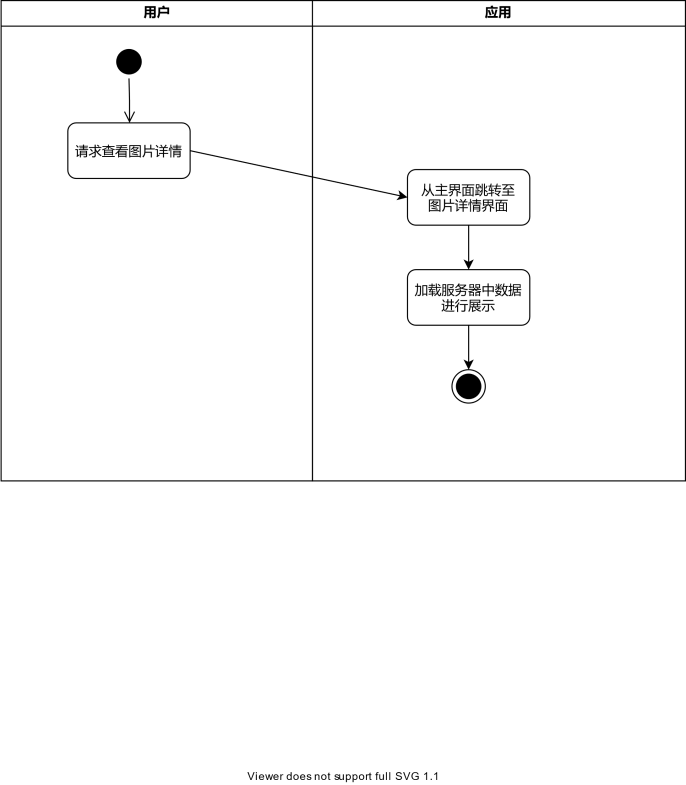 用户
应用
请求查看图片详情
从主界面跳转至
图片详情界面
加载服务器中数据
进行展示
Viewer does not support full SVG 1.1